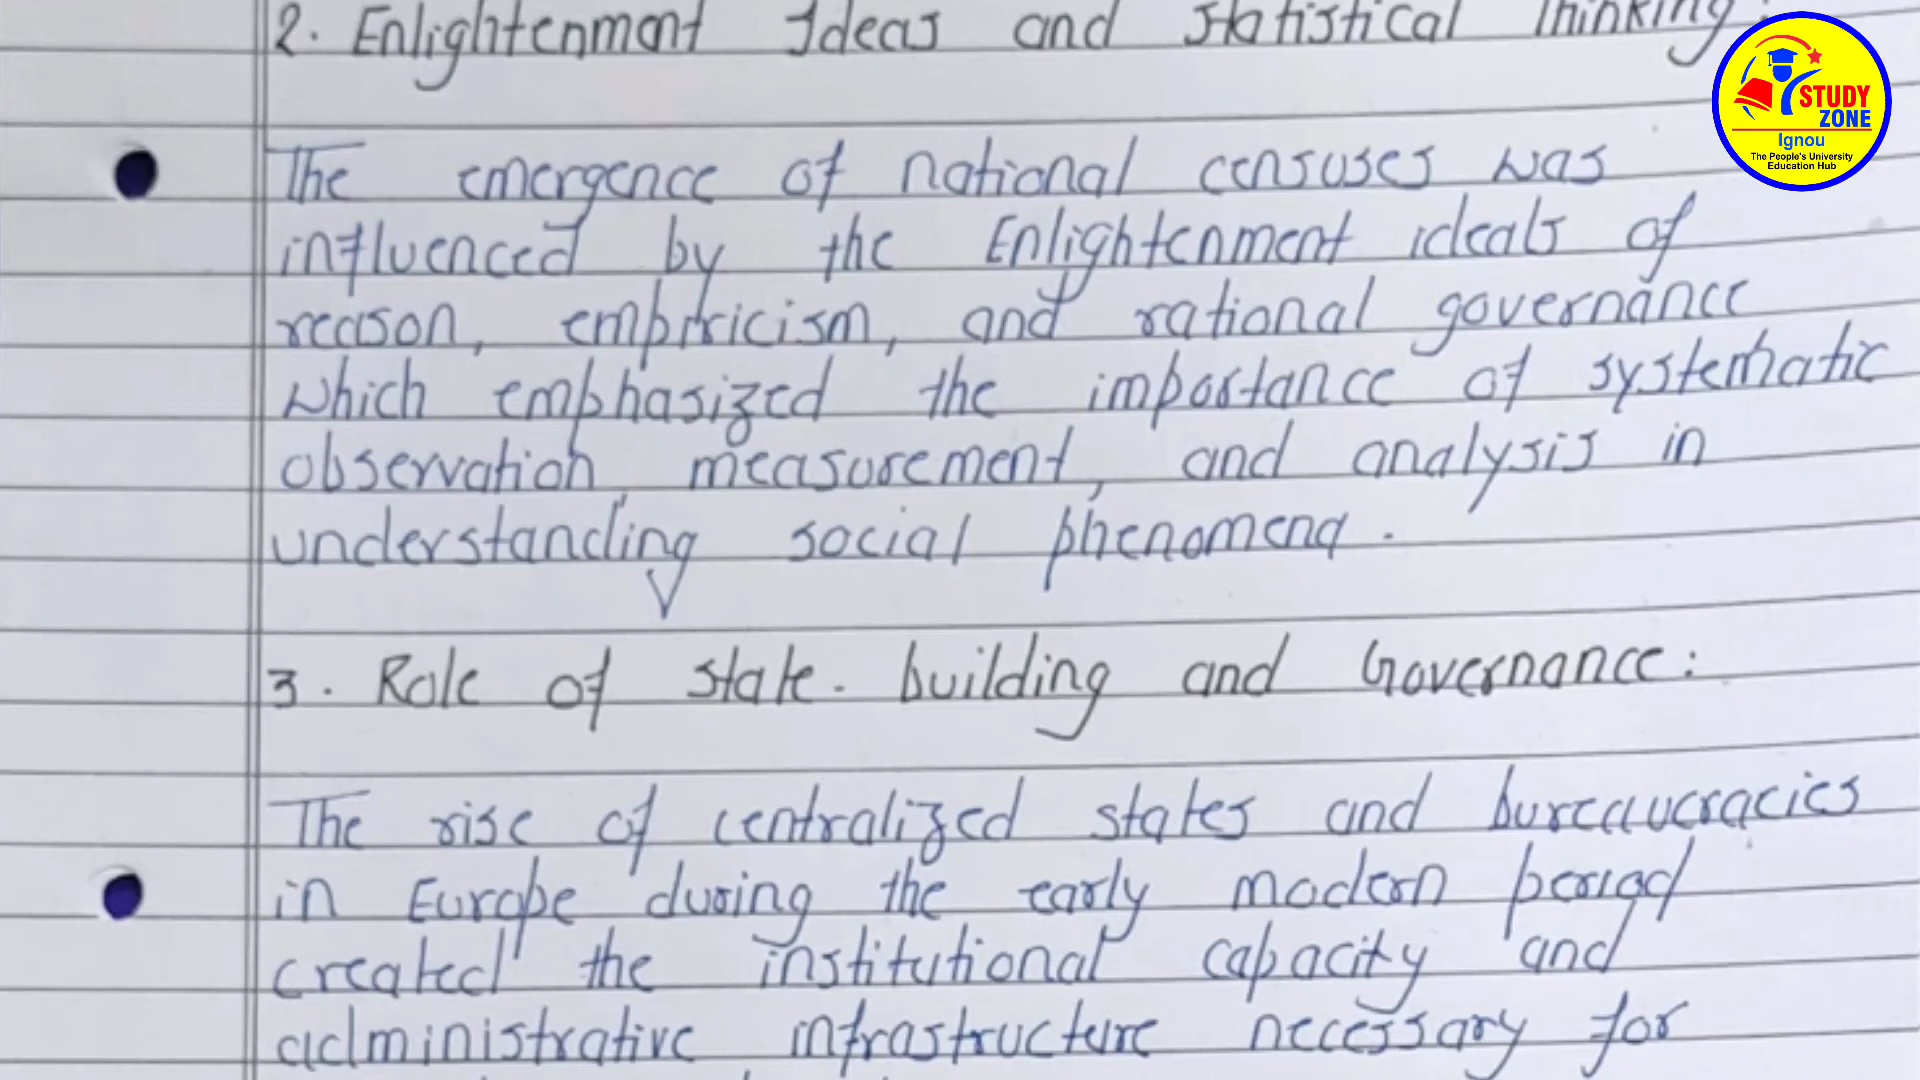 2. Enlightenment Ideas and Statistical Thinking:
The emergence of national censuses was
influenced by the Enlightenment ideals of
reason, empiricism, and rational governance
which emphasized the importance of systematic
observation, measurement, and analysis in
understanding social phenomena.
3. Role of State-building and Governance:
The rise of centralized states and bureaucracies
in Europe during the early modern period
created the institutional capacity and
administrative infrastructure necessary for
STUDY
ZONE
Ignou
The People's University
Education Hub